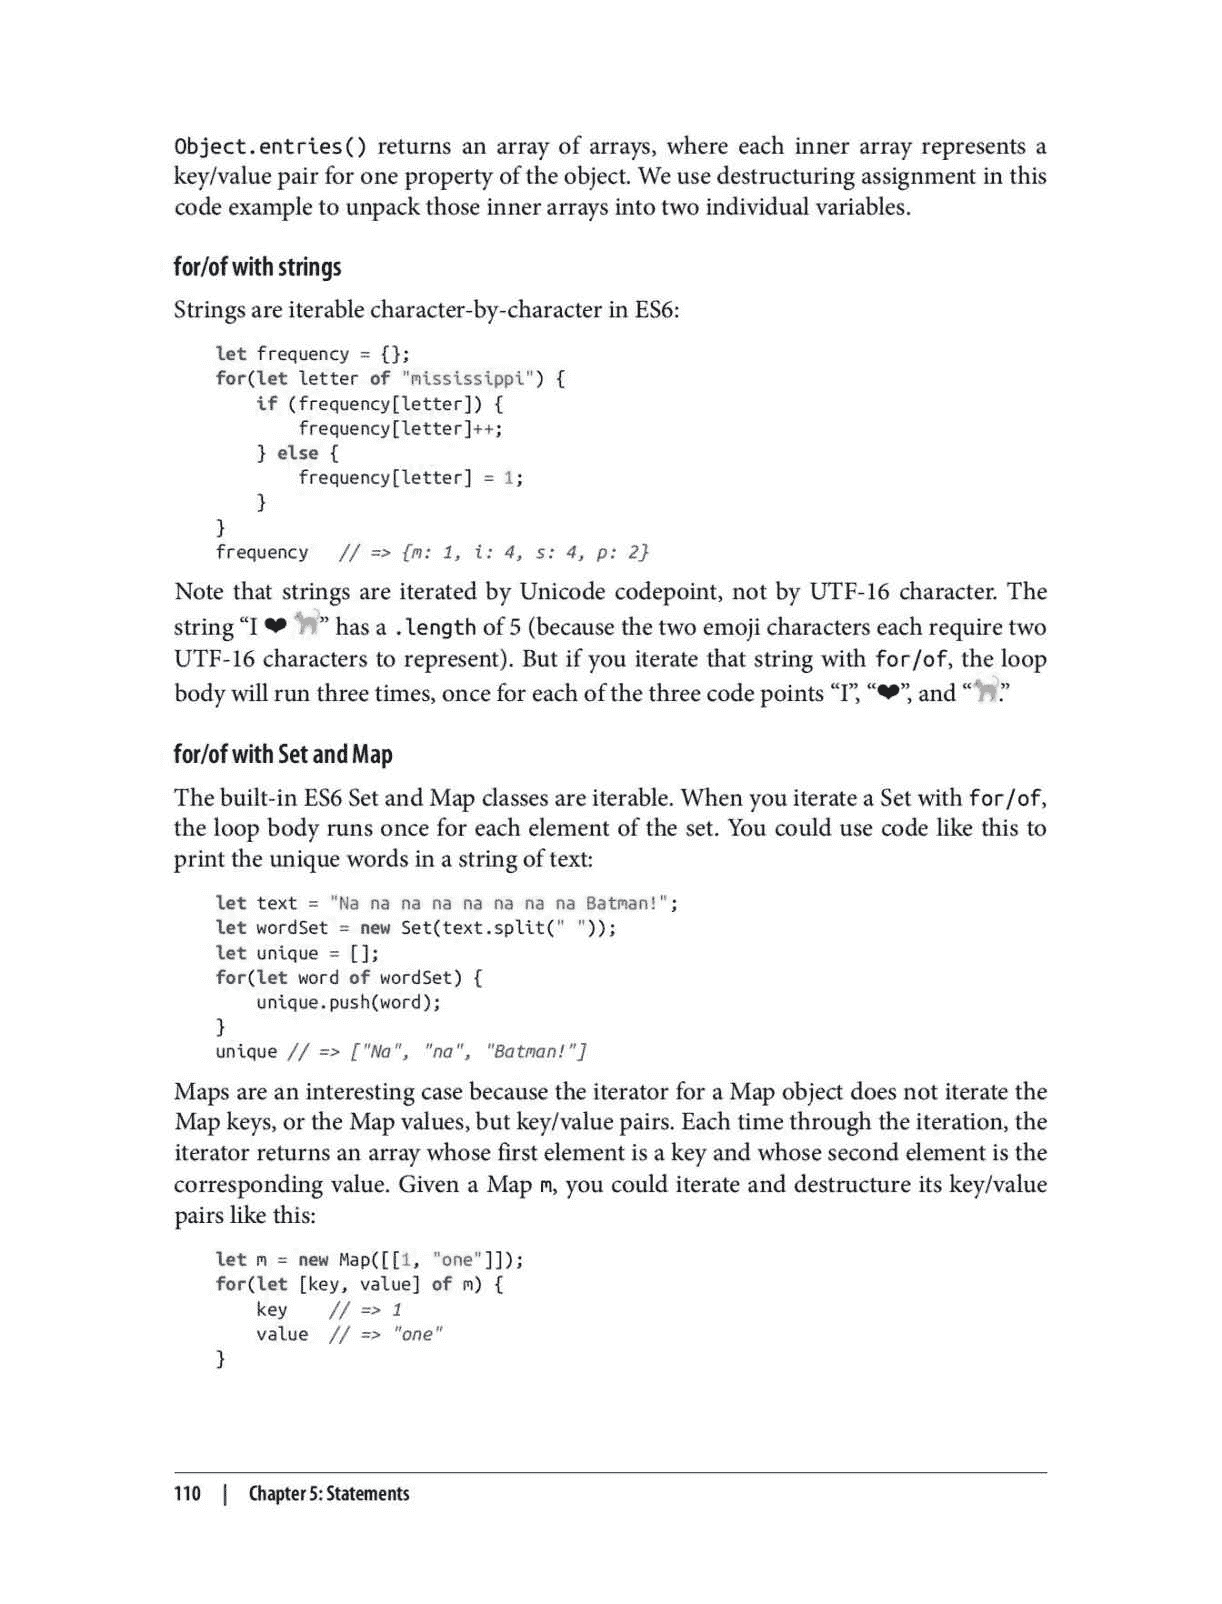 Object.entries() returns an array of arrays, where each inner array represents a
key/value pair for one property of the object. We use destructuring assignment in this
code example to unpack those inner arrays into two individual variables.
for/of with strings
Strings are iterable character-by-character in ES6:
let frequency = {};
for(let letter of "mississippi") {
    if (frequency[letter]) {
        frequency[letter]++;
    } else {
        frequency[letter] = 1;
    }
}
frequency   // => {m: 1, i: 4, s: 4, p: 2}
Note that strings are iterated by Unicode codepoint, not by UTF-16 character. The
string “I ❤ 🐈” has a .length of 5 (because the two emoji characters each require two
UTF-16 characters to represent). But if you iterate that string with for/of, the loop
body will run three times, once for each of the three code points “I”, “❤”, and “🐈.”
for/of with Set and Map
The built-in ES6 Set and Map classes are iterable. When you iterate a Set with for/of,
the loop body runs once for each element of the set. You could use code like this to
print the unique words in a string of text:
let text = "Na na na na na na na na Batman!";
let wordSet = new Set(text.split(" "));
let unique = [];
for(let word of wordSet) {
    unique.push(word);
}
unique // => ["Na", "na", "Batman!"]
Maps are an interesting case because the iterator for a Map object does not iterate the
Map keys, or the Map values, but key/value pairs. Each time through the iteration, the
iterator returns an array whose first element is a key and whose second element is the
corresponding value. Given a Map m, you could iterate and destructure its key/value
pairs like this:
let m = new Map([[1, "one"]]);
for(let [key, value] of m) {
    key    // => 1
    value  // => "one"
}
110 | Chapter 5: Statements